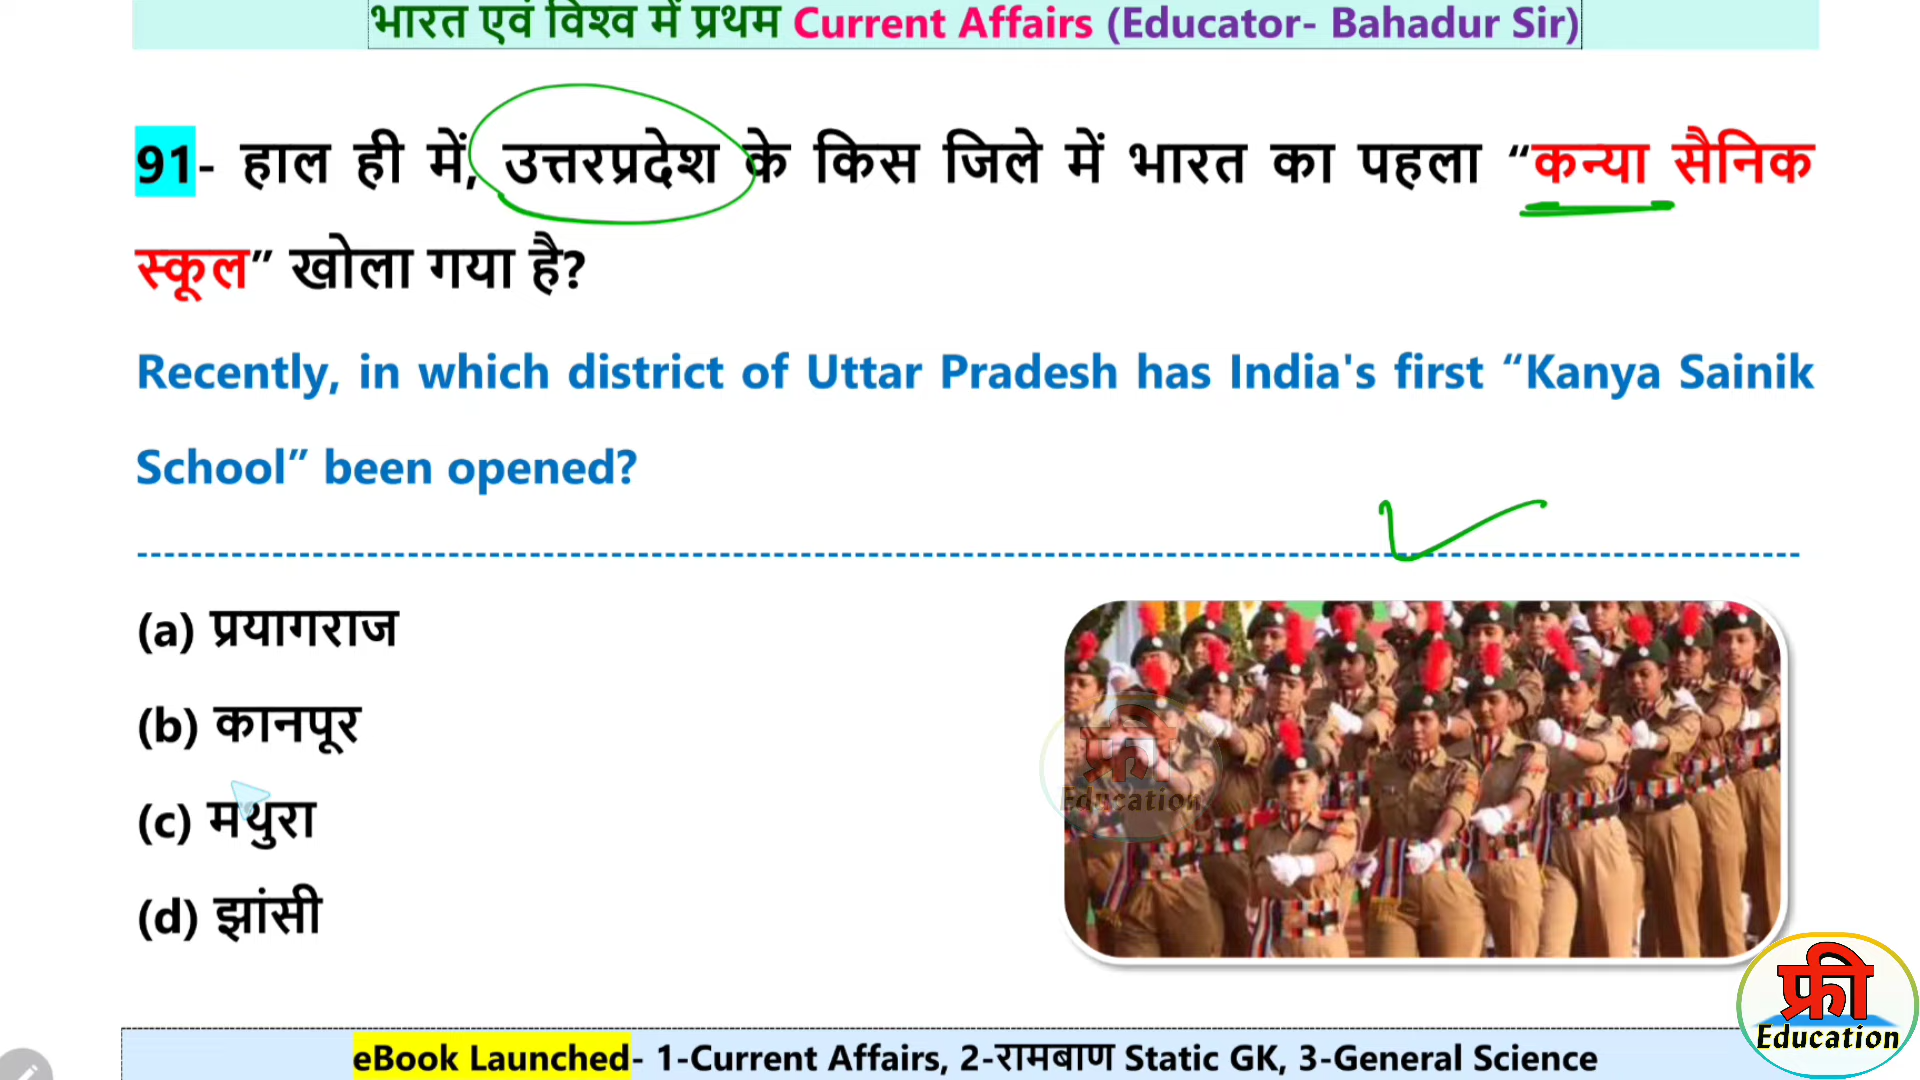 भारत एवं विश्व में प्रथम Current Affairs (Educator- Bahadur Sir)
91- हाल ही में, उत्तरप्रदेश के किस जिले में भारत का पहला “कन्या सैनिक
स्कूल” खोला गया है?
Recently, in which district of Uttar Pradesh has India's first “Kanya Sainik
School” been opened?
(a) प्रयागराज
(b) कानपूर
(c) मथुरा
(d) झांसी
फ्री
Education
फ्री
Education
eBook Launched- 1-Current Affairs, 2-रामबाण Static GK, 3-General Science